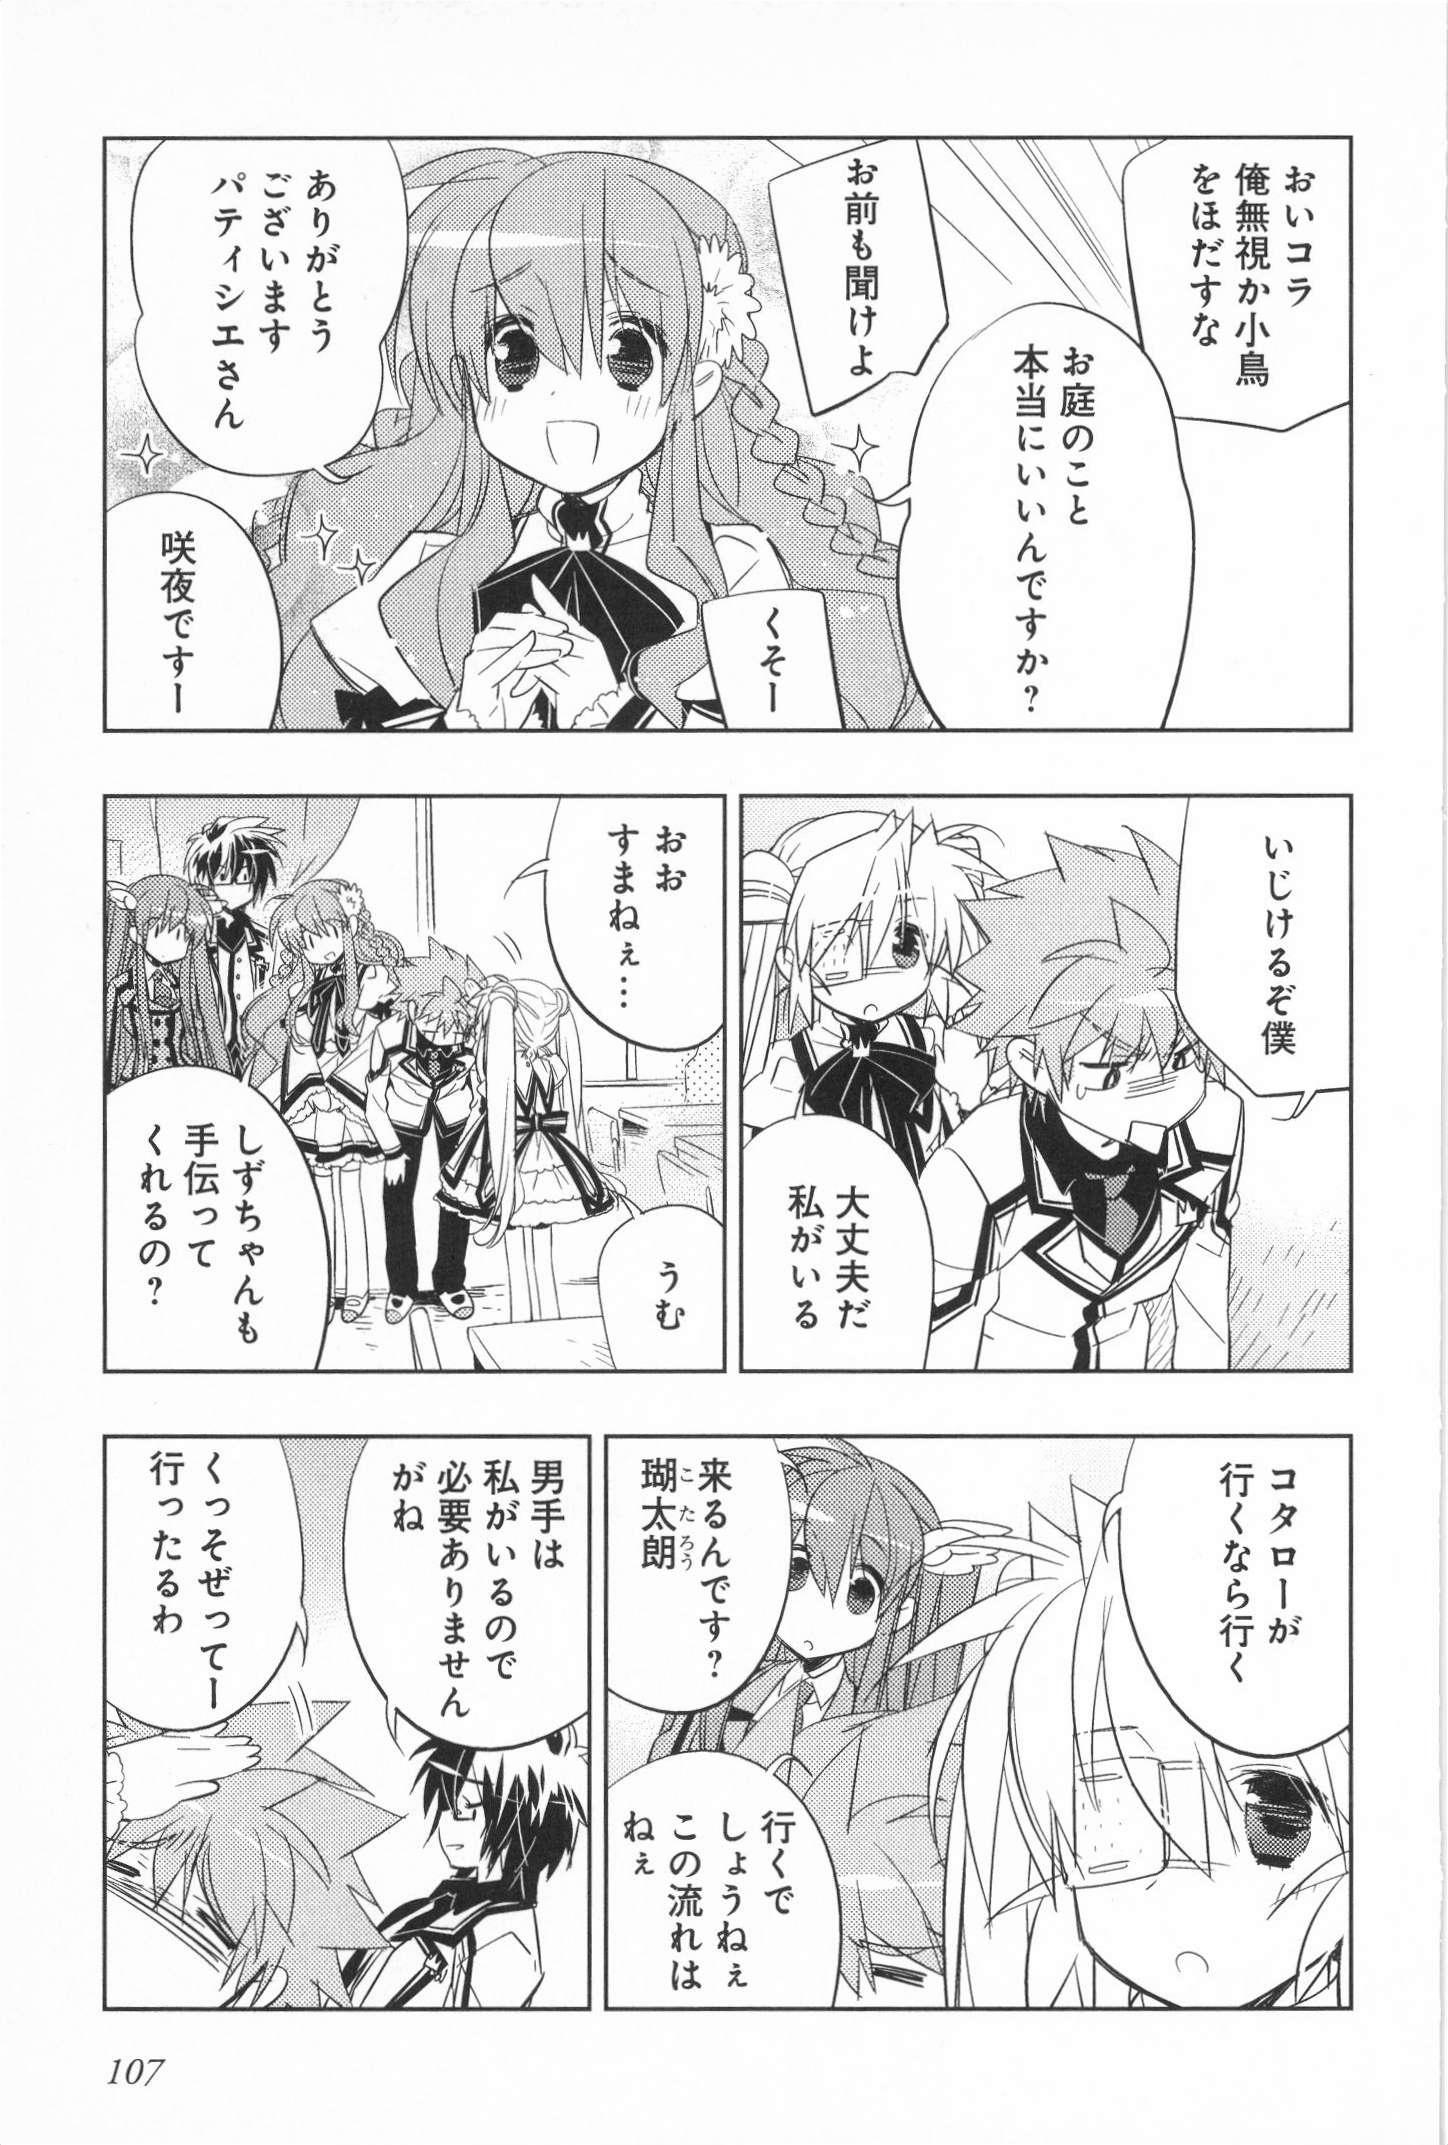 おいコラ
俺無視か小鳥
をほだすな
お庭のこと
本当にいいんですか?
お前も聞けよ
くそー
ありがとう
ございます
パティシエさん
咲夜ですー
いじけるぞ僕
大丈夫だ
私がいる
おお
すまねぇ…
うむ
しずちゃんも
手伝って
くれるの?
コタローが
行くなら行く
来るんです?
瑚太朗
こたろう
行くで
しょうねぇ
この流れは
ねぇ
男手は
私がいるので
必要ありません
がね
くっそぜってー
行ったるわ
107